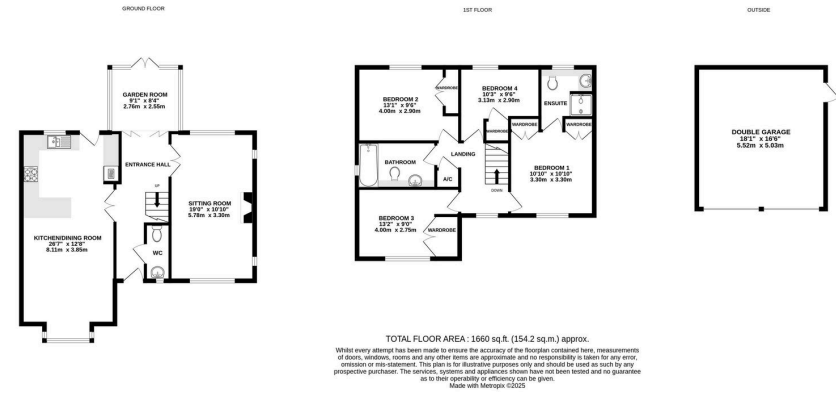 GROUND FLOOR
GARDEN ROOM
9'1" x 8'4"
2.76m x 2.55m
ENTRANCE HALL
UP
SITTING ROOM
19'0" x 10'10"
5.78m x 3.30m
KITCHEN/DINING ROOM
26'7" x 12'8"
8.11m x 3.85m
WC
1ST FLOOR
BEDROOM 2
13'1" x 9'6"
4.00m x 2.90m
WARDROBE
BEDROOM 4
10'3" x 9'6"
3.13m x 2.90m
WARDROBE
ENSUITE
WARDROBE
WARDROBE
BATHROOM
LANDING
A/C
DOWN
BEDROOM 1
10'10" x 10'10"
3.30m x 3.30m
BEDROOM 3
13'2" x 9'0"
4.00m x 2.75m
WARDROBE
OUTSIDE
DOUBLE GARAGE
18'1" x 16'6"
5.52m x 5.03m
TOTAL FLOOR AREA : 1660 sq.ft. (154.2 sq.m.) approx.
Whilst every attempt has been made to ensure the accuracy of the floorplan contained here, measurements
of doors, windows, rooms and any other items are approximate and no responsibility is taken for any error,
omission or mis-statement. This plan is for illustrative purposes only and should be used as such by any
prospective purchaser. The services, systems and appliances shown have not been tested and no guarantee
as to their operability or efficiency can be given.
Made with Metropix ©2025